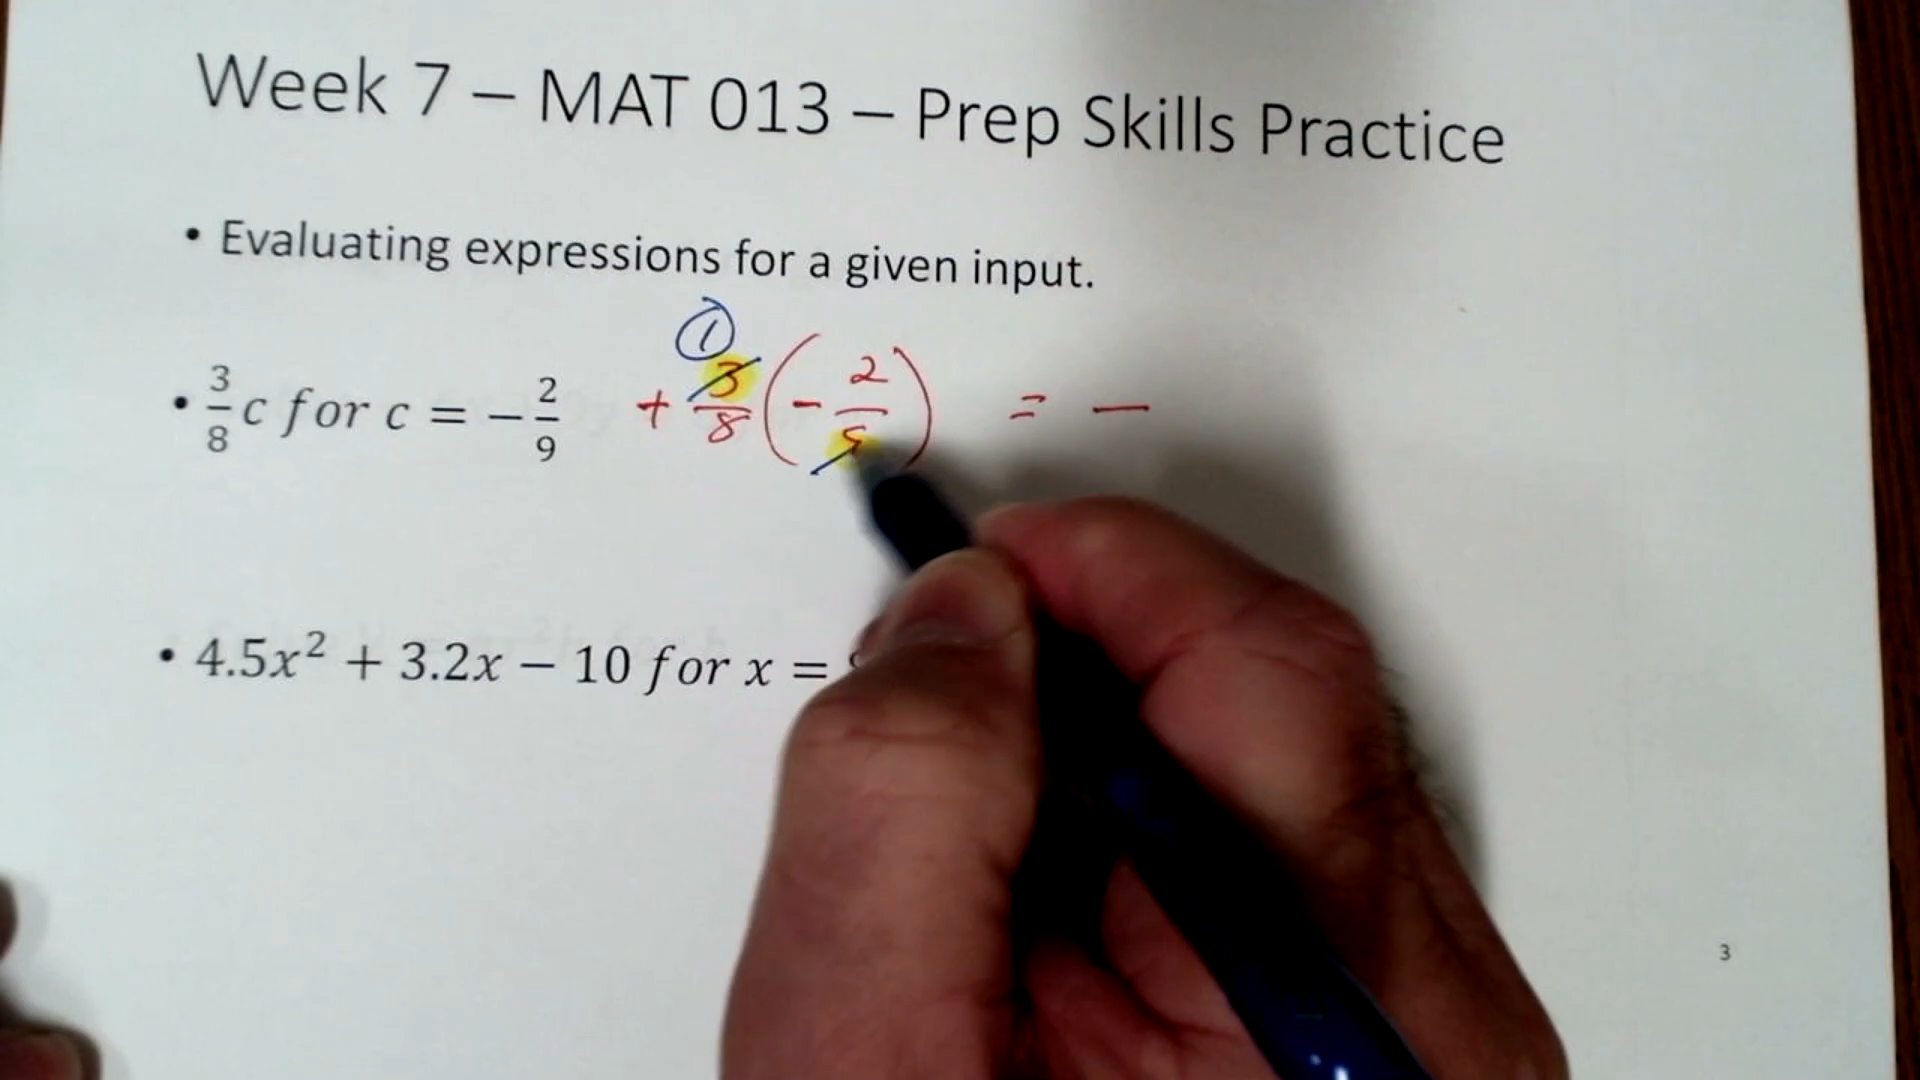 Week 7 – MAT 013 – Prep Skills Practice
• Evaluating expressions for a given input.
1
• 3/8 c for c = −2/9 + 3/8 (− 2/) = −
• 4.5x² + 3.2x − 10 for x =
3